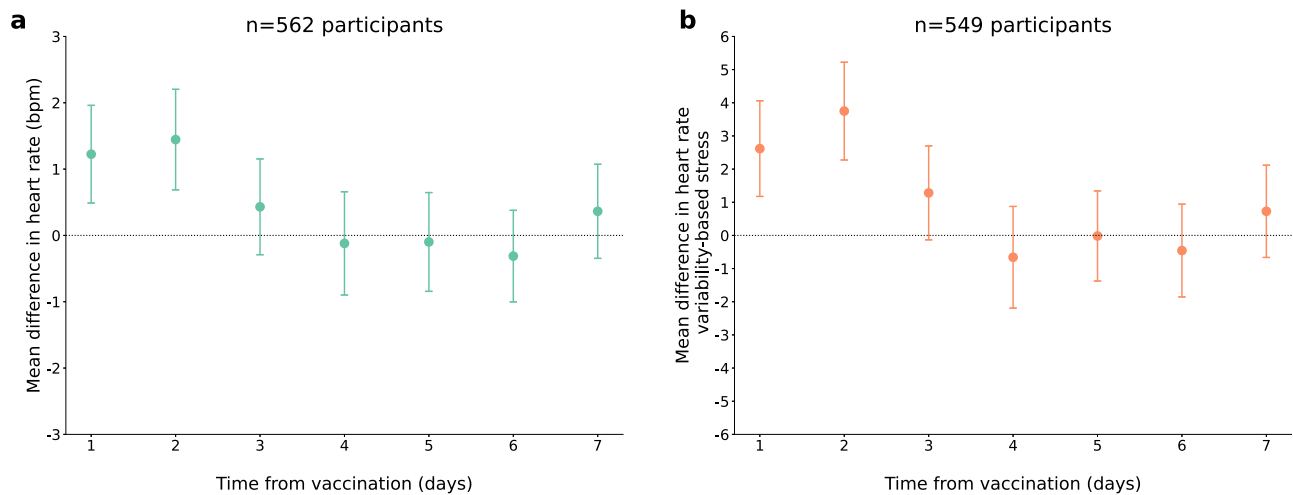 a
n=562 participants
Mean difference in heart rate (bpm)
3
2
1
0
-1
-2
-3
1 2 3 4 5 6 7
Time from vaccination (days)
b
n=549 participants
Mean difference in heart rate
variability-based stress
6
5
4
3
2
1
0
-1
-2
-3
-4
-5
-6
1 2 3 4 5 6 7
Time from vaccination (days)